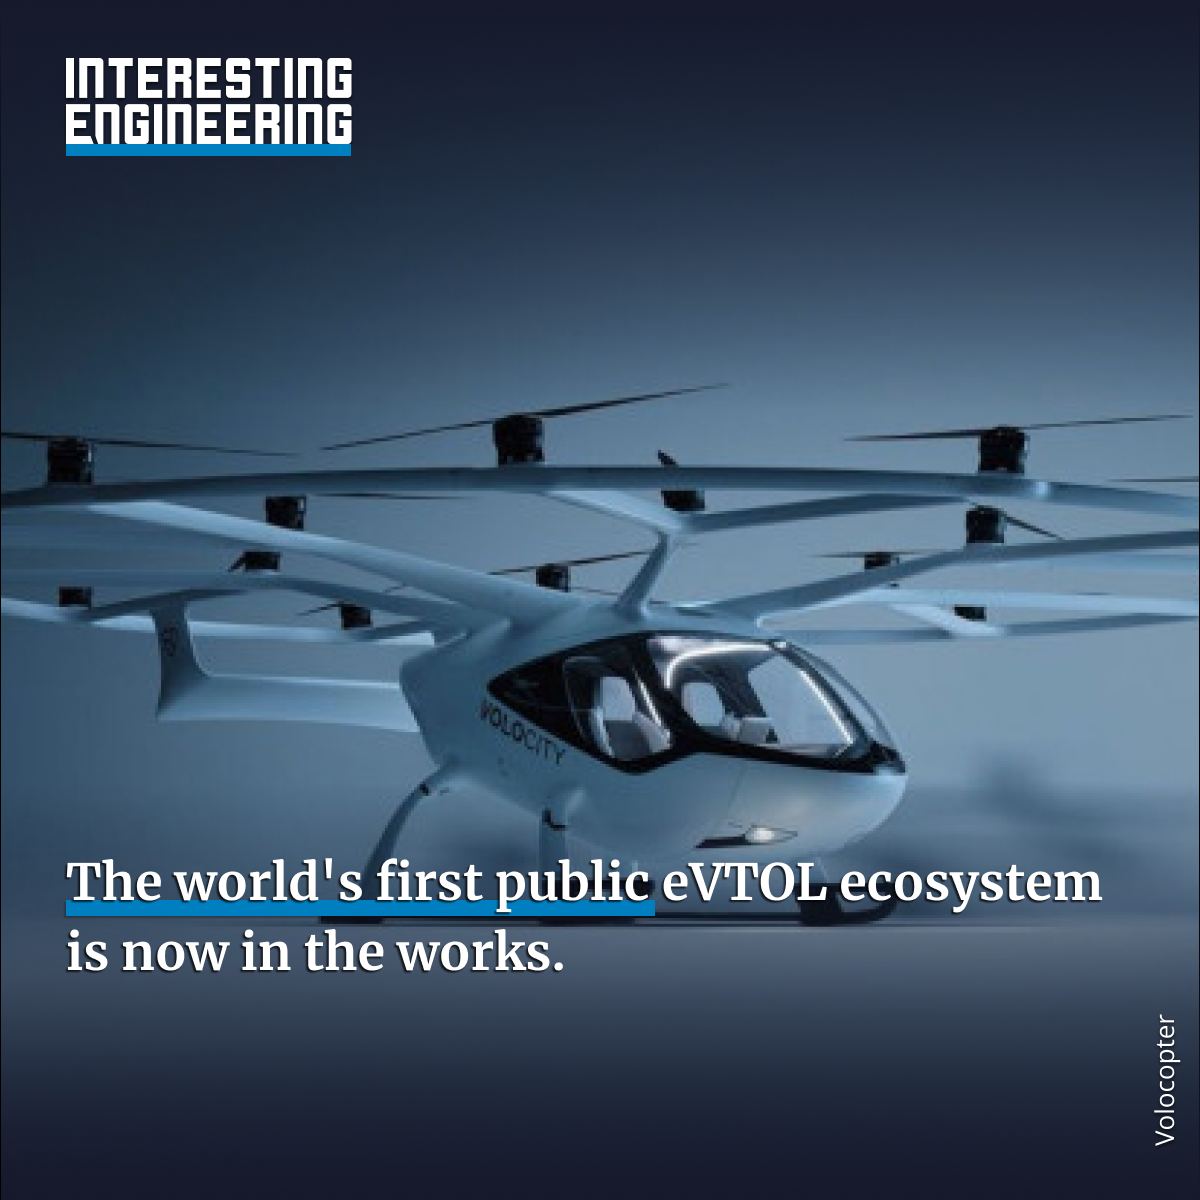 INTERESTING
ENGINEERING
VOLOCITY
The world's first public eVTOL ecosystem
is now in the works.
Volocopter